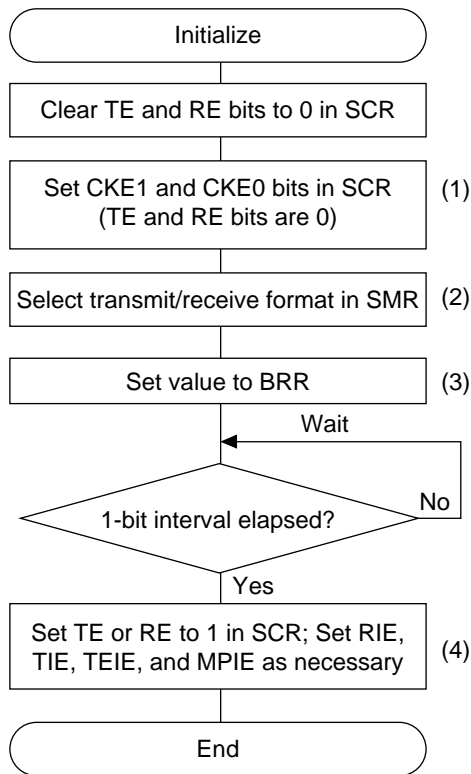 Initialize
Clear TE and RE bits to 0 in SCR
Set CKE1 and CKE0 bits in SCR
(TE and RE bits are 0)
(1)
Select transmit/receive format in SMR
(2)
Set value to BRR
(3)
Wait
1-bit interval elapsed?
No
Yes
Set TE or RE to 1 in SCR; Set RIE,
TIE, TEIE, and MPIE as necessary
(4)
End